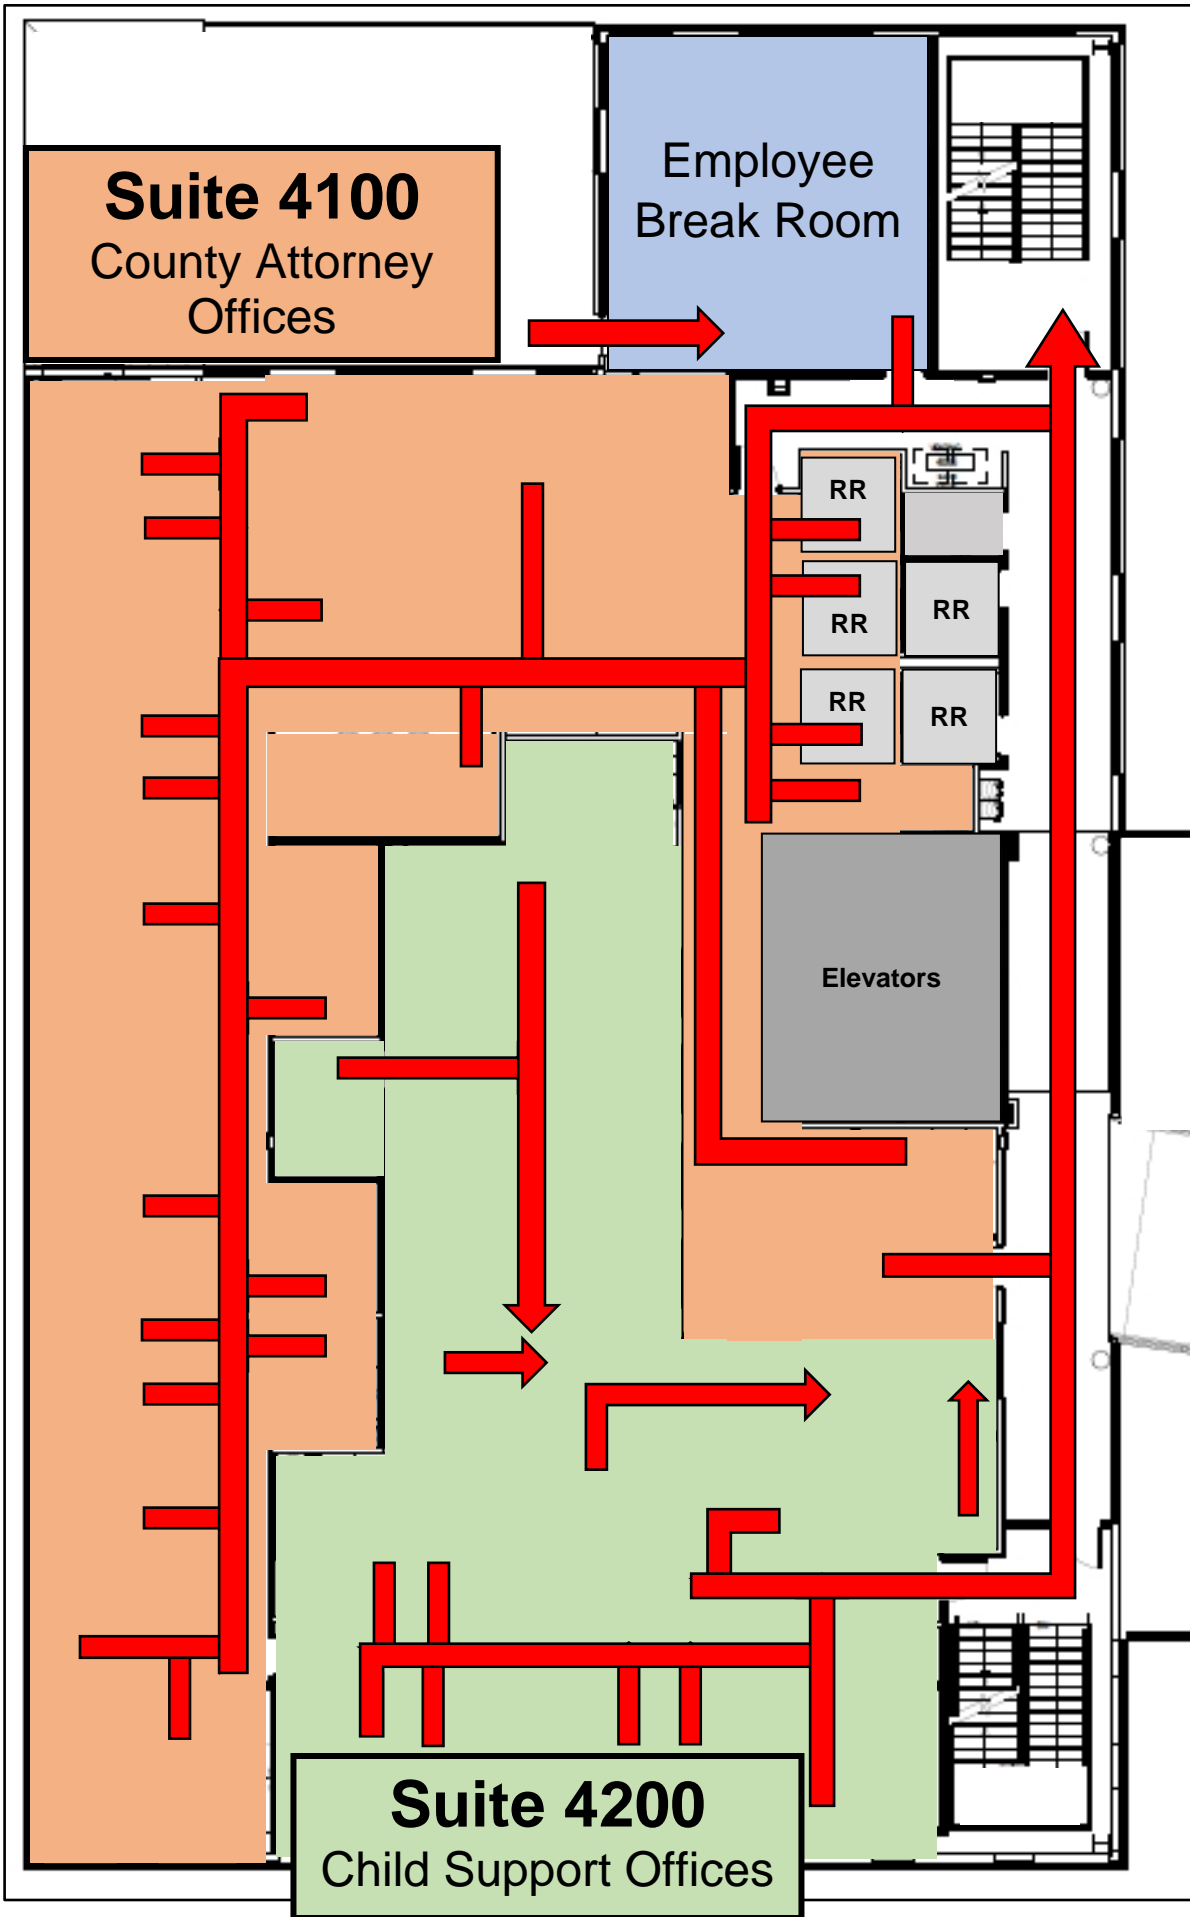 Suite 4100
County Attorney
Offices
Employee
Break Room
RR
RR
RR
RR
RR
Elevators
Suite 4200
Child Support Offices